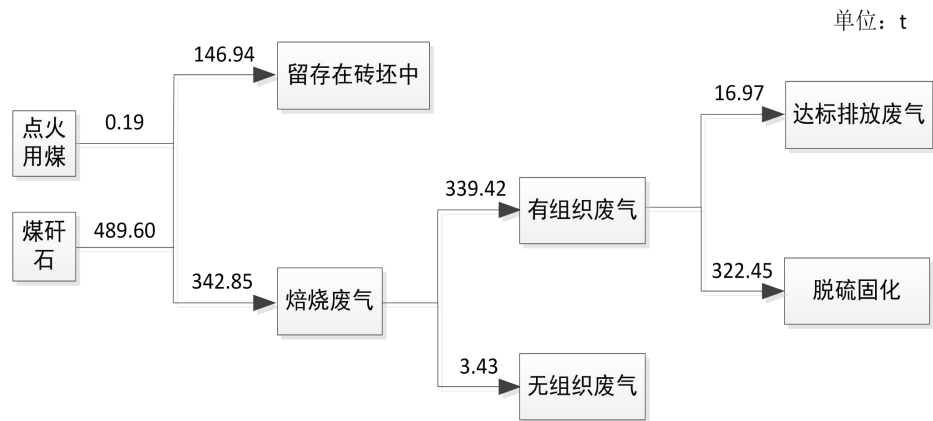 单位：t
146.94
留存在砖坯中
16.97
达标排放废气
点火
用煤
0.19
339.42
有组织废气
煤矸
石
489.60
342.85
焙烧废气
322.45
脱硫固化
3.43
无组织废气